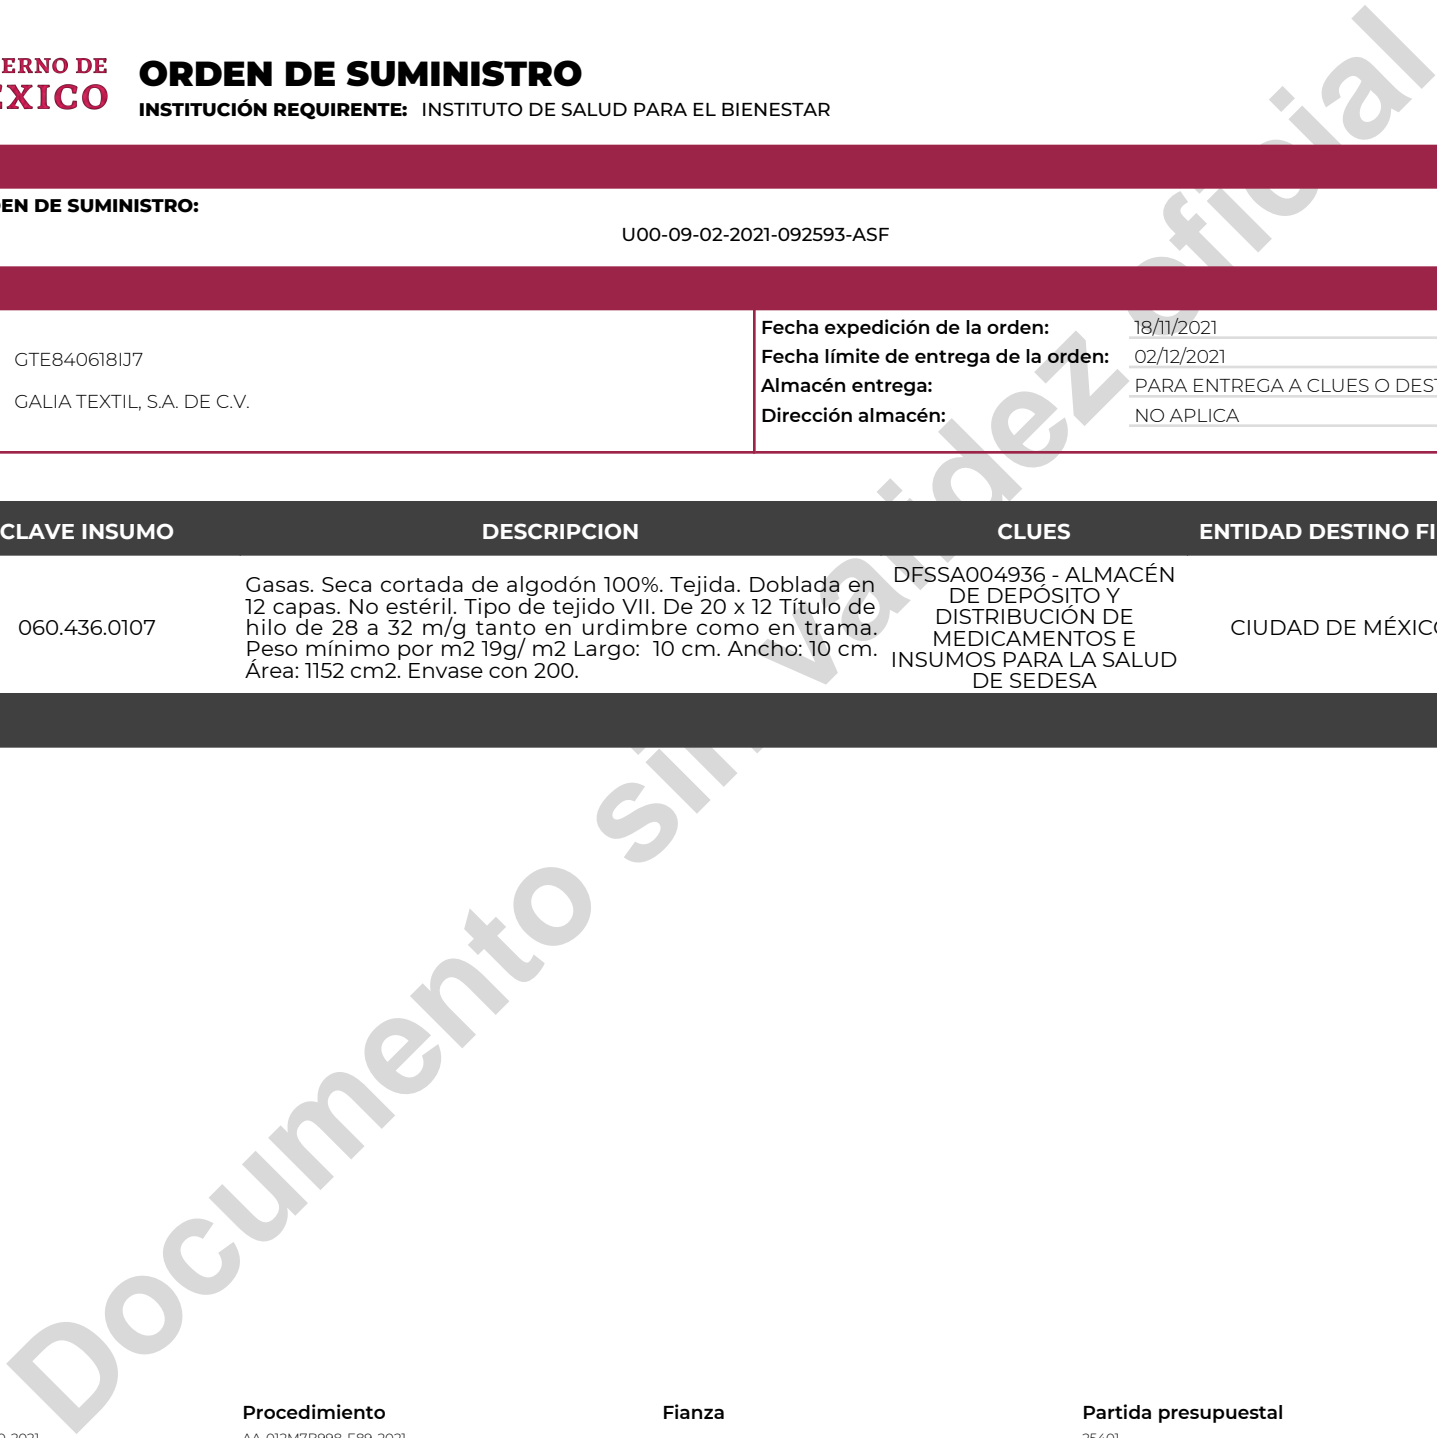 ORDEN DE SUMINISTRO
INSTITUCIÓN REQUIRENTE: INSTITUTO DE SALUD PARA EL BIENESTAR
DE
MÉXICO
DE SUMINISTRO:
U00-09-02-2021-092593-ASF
GTE840618IJ7
GALIA TEXTIL, S.A. DE C.V.
Fecha expedición de la orden: 18/11/2021
Fecha límite de entrega de la orden: 02/12/2021
Almacén entrega: PARA ENTREGA A CLUES O
Dirección almacén: NO APLICA
CLAVE INSUMO DESCRIPCION CLUES ENTIDAD DESTINO
060.436.0107
Gasas. Seca cortada de algodón 100%. Tejida. Doblada en
12 capas. No estéril. Tipo de tejido VII. De 20 x 12 Título de
hilo de 28 a 32 m/g tanto en urdimbre como en trama.
Peso mínimo por m2 19g/ m2 Largo: 10 cm. Ancho: 10 cm.
Área: 1152 cm2. Envase con 200.
DFSSA004936 - ALMACÉN
DE DEPÓSITO Y
DISTRIBUCIÓN DE
MEDICAMENTOS E
INSUMOS PARA LA SALUD
DE SEDESA
CIUDAD DE MÉXICO
Documento sin validez oficial
Procedimiento Fianza Partida presupuestal